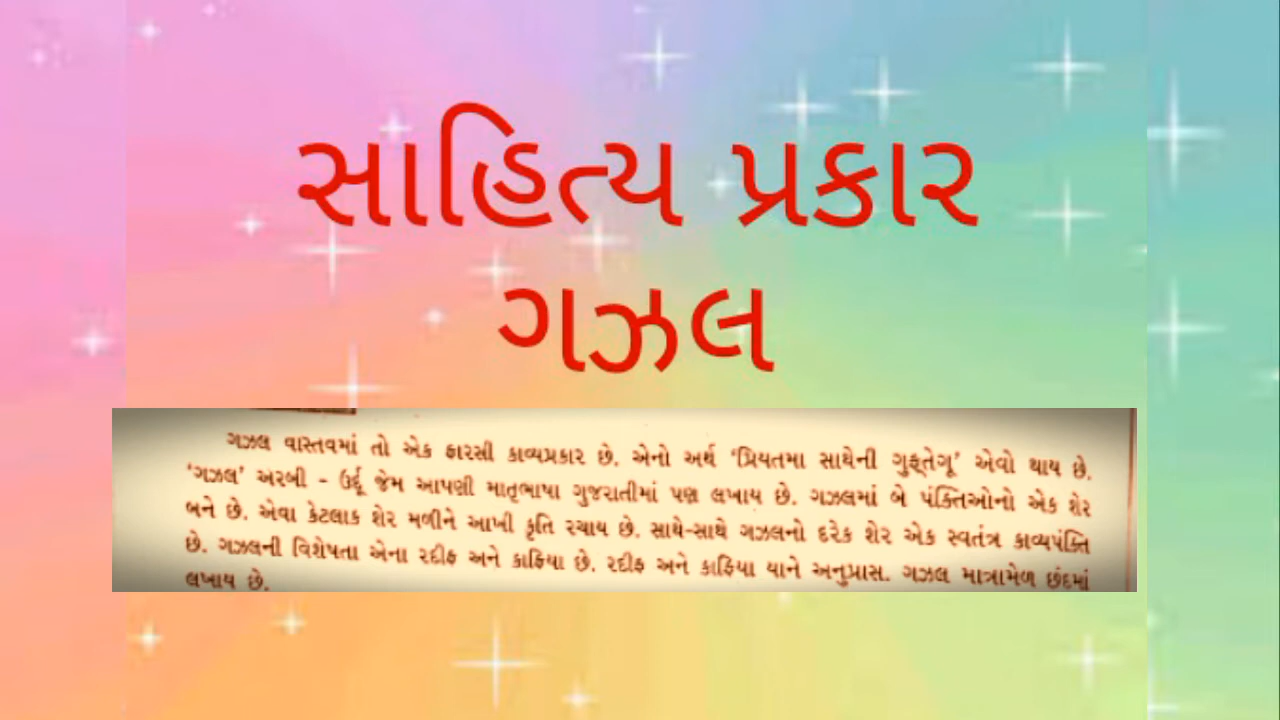 સાહિત્ય પ્રકાર
ગઝલ
ગઝલ વાસ્તવમાં તો એક ફારસી કાવ્યપ્રકાર છે. એનો અર્થ ‘પ્રિયતમા સાથેની ગુફ્તેગૂ’ એવો થાય છે.
‘ગઝલ’ અરબી - ઉર્દૂ જેમ આપણી માતૃભાષા ગુજરાતીમાં પણ લખાય છે. ગઝલમાં બે પંક્તિઓનો એક શેર
બને છે. એવા કેટલાક શેર મળીને આખી કૃતિ રચાય છે. સાથે-સાથે ગઝલનો દરેક શેર એક સ્વતંત્ર કાવ્યપંક્તિ
છે. ગઝલની વિશેષતા એના રદીફ અને કાફિયા છે. રદીફ અને કાફિયા યાને અનુપ્રાસ. ગઝલ માત્રામેળ છંદમાં
લખાય છે.